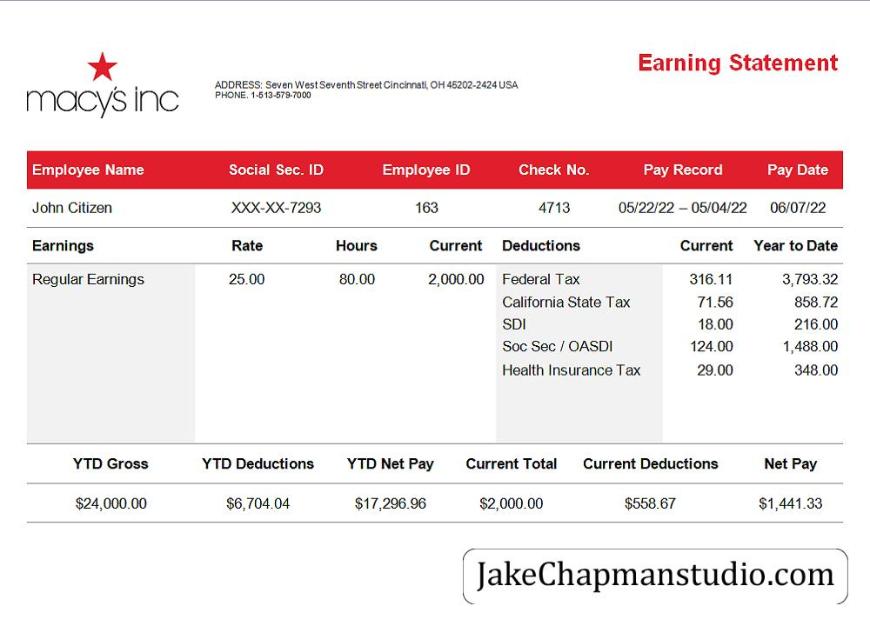 macy's inc
ADDRESS: Seven West Seventh Street Cincinnati, OH 45202-2424 USA
PHONE. 1-513-579-7000
Earning Statement
Employee Name Social Sec. ID Employee ID Check No. Pay Record Pay Date
John Citizen XXX-XX-7293 163 4713 05/22/22 – 05/04/22 06/07/22
Earnings Rate Hours Current Deductions Current Year to Date
Regular Earnings 25.00 80.00 2,000.00 Federal Tax 316.11 3,793.32
California State Tax 71.56 858.72
SDI 18.00 216.00
Soc Sec / OASDI 124.00 1,488.00
Health Insurance Tax 29.00 348.00
YTD Gross YTD Deductions YTD Net Pay Current Total Current Deductions Net Pay
$24,000.00 $6,704.04 $17,296.96 $2,000.00 $558.67 $1,441.33
JakeChapmanstudio.com